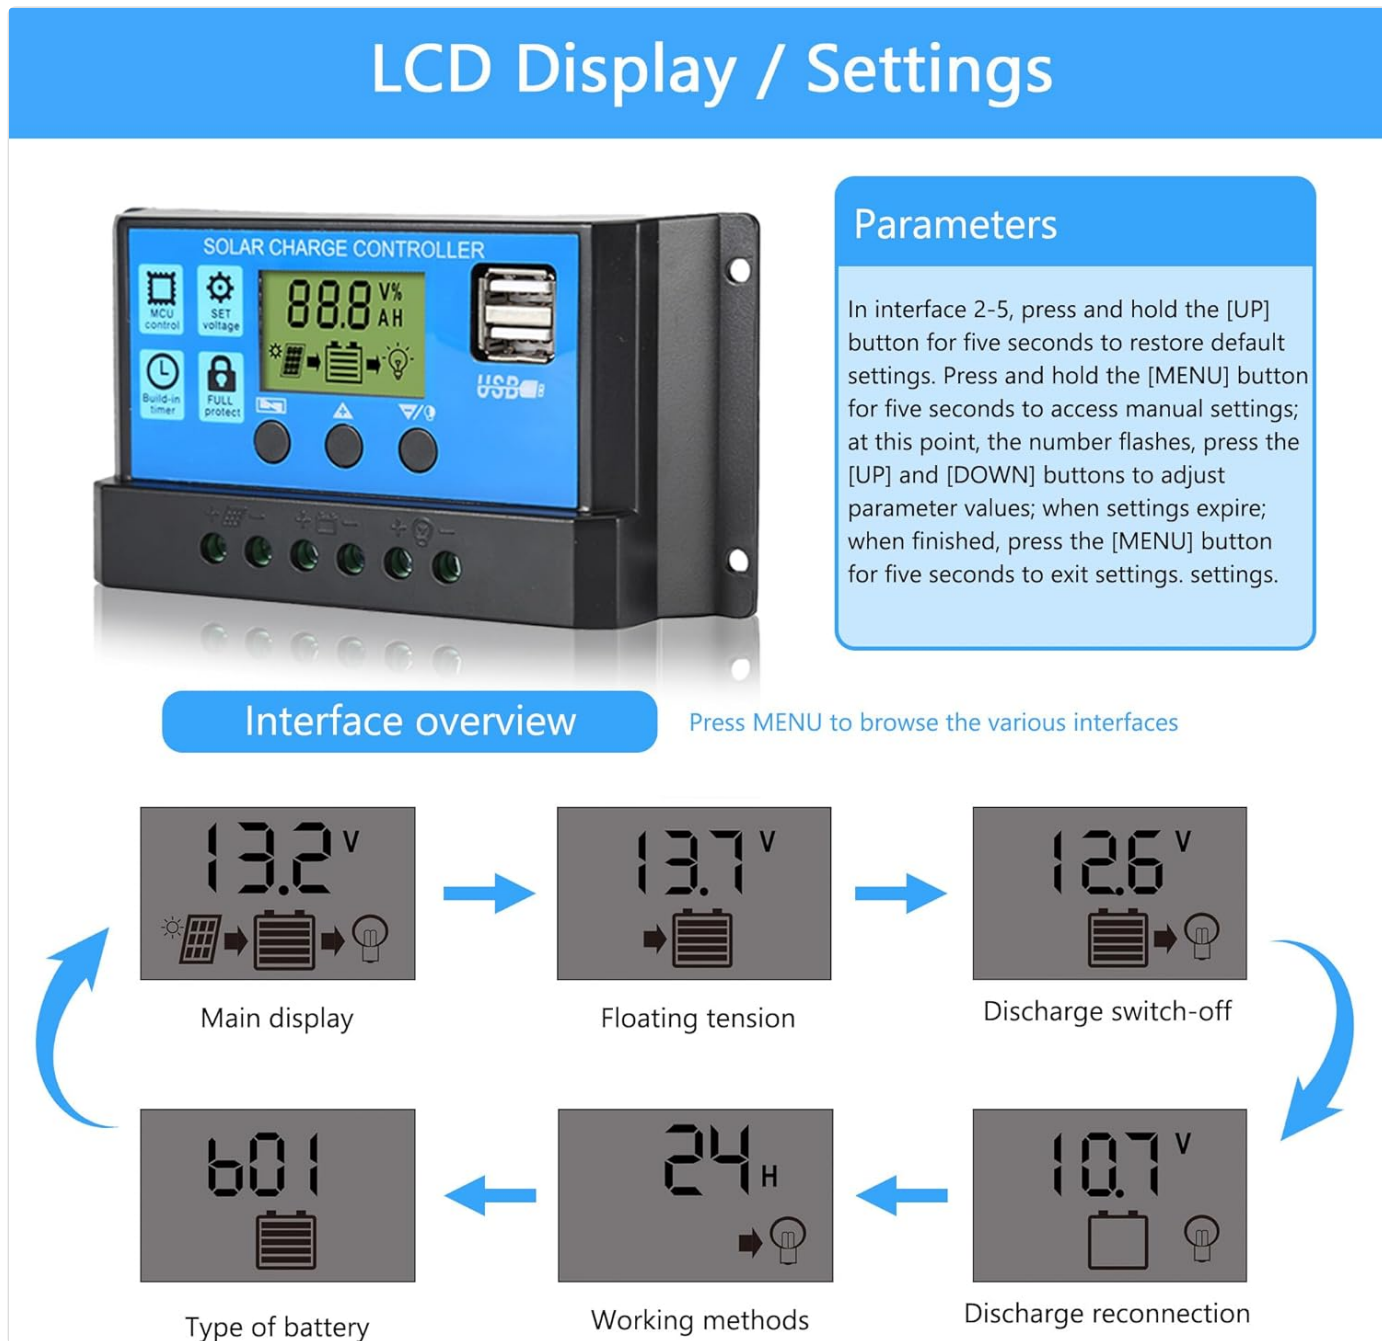 LCD Display / Settings
SOLAR CHARGE CONTROLLER
MCU
control
SET
voltage
Build-in
timer
FULL
protect
88.8 V%
AH
USB
Parameters
In interface 2-5, press and hold the [UP]
button for five seconds to restore default
settings. Press and hold the [MENU] button
for five seconds to access manual settings;
at this point, the number flashes, press the
[UP] and [DOWN] buttons to adjust
parameter values; when settings expire;
when finished, press the [MENU] button
for five seconds to exit settings. settings.
Interface overview
Press MENU to browse the various interfaces
13.2 V
Main display
13.7 V
Floating tension
12.6 V
Discharge switch-off
b01
Type of battery
24 H
Working methods
10.7 V
Discharge reconnection